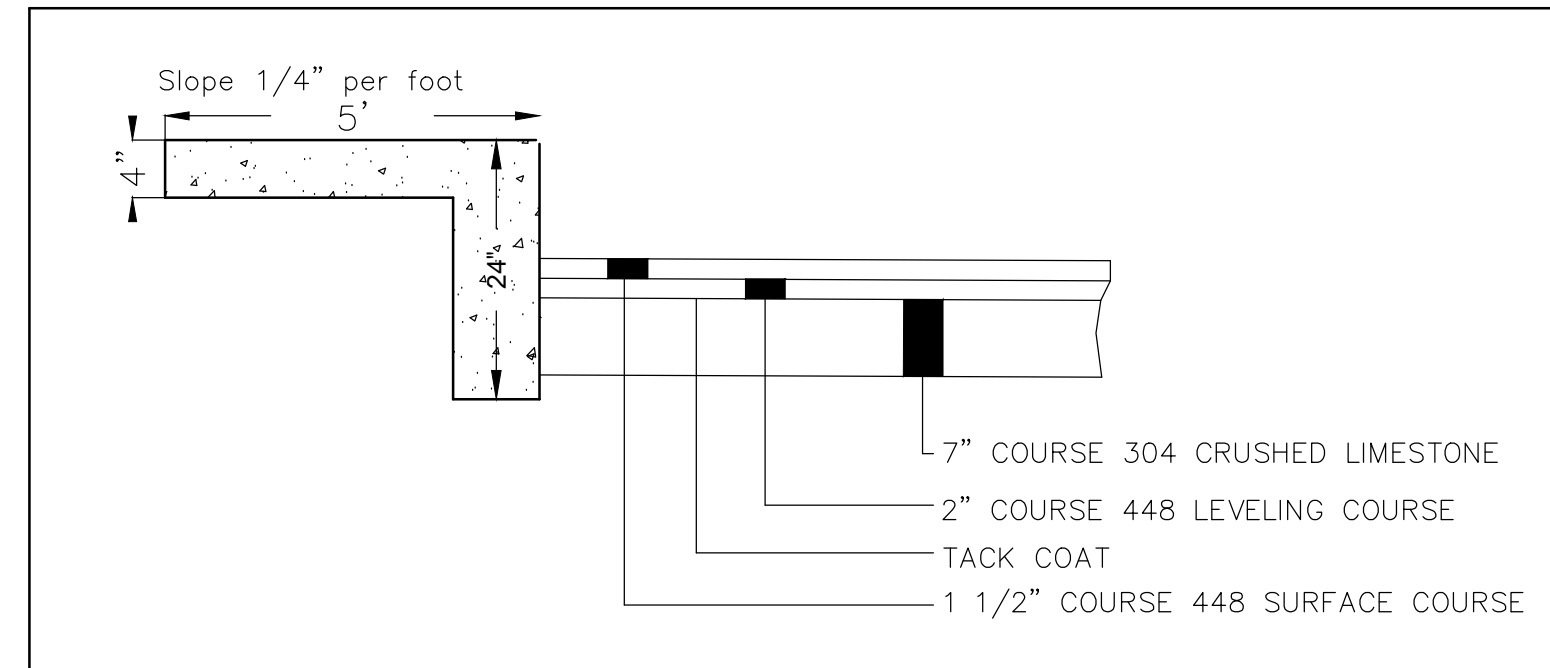 Slope 1/4” per foot
5’
4”
24"
7” COURSE 304 CRUSHED LIMESTONE
2” COURSE 448 LEVELING COURSE
TACK COAT
1 1/2” COURSE 448 SURFACE COURSE